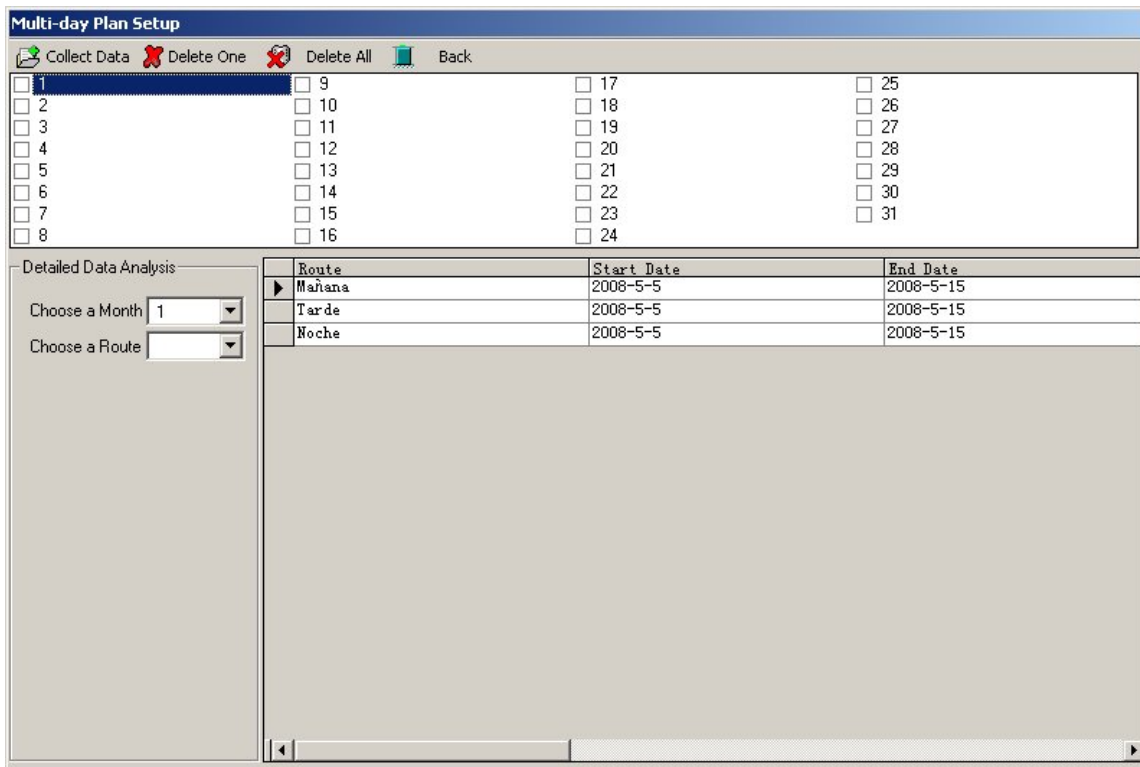 Multi-day Plan Setup
Collect Data Delete One Delete All Back
1 9 17 25
2 10 18 26
3 11 19 27
4 12 20 28
5 13 21 29
6 14 22 30
7 15 23 31
8 16 24
Detailed Data Analysis
Choose a Month 1
Choose a Route
Route Start Date End Date
Mañana 2008-5-5 2008-5-15
Tarde 2008-5-5 2008-5-15
Noche 2008-5-5 2008-5-15